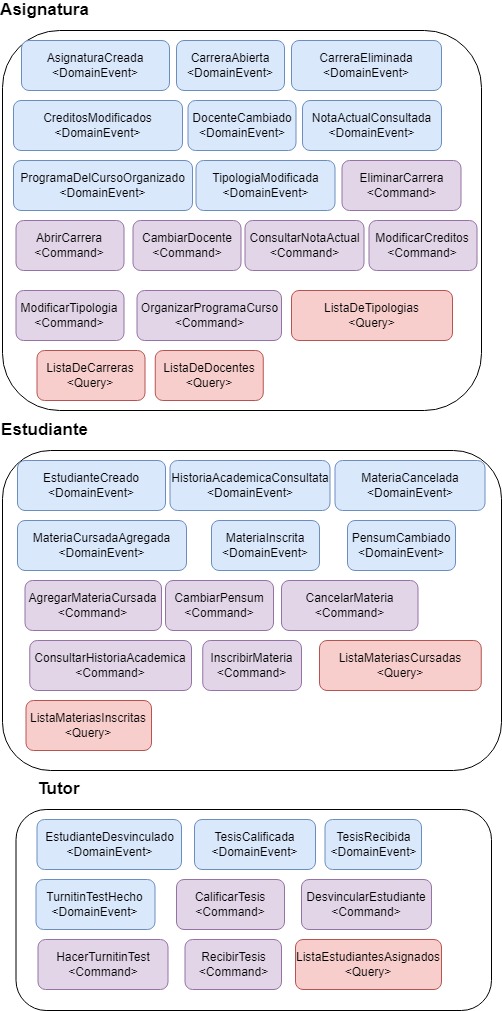 Asignatura
AsignaturaCreada
<DomainEvent>
CarreraAbierta
<DomainEvent>
CarreraEliminada
<DomainEvent>
CreditosModificados
<DomainEvent>
DocenteCambiado
<DomainEvent>
NotaActualConsultada
<DomainEvent>
ProgramaDelCursoOrganizado
<DomainEvent>
TipologiaModificada
<DomainEvent>
EliminarCarrera
<Command>
AbrirCarrera
<Command>
CambiarDocente
<Command>
ConsultarNotaActual
<Command>
ModificarCreditos
<Command>
ModificarTipologia
<Command>
OrganizarProgramaCurso
<Command>
ListaDeTipologias
<Query>
ListaDeCarreras
<Query>
ListaDeDocentes
<Query>
Estudiante
EstudianteCreado
<DomainEvent>
HistoriaAcademicaConsultata
<DomainEvent>
MateriaCancelada
<DomainEvent>
MateriaCursadaAgregada
<DomainEvent>
MateriaInscrita
<DomainEvent>
PensumCambiado
<DomainEvent>
AgregarMateriaCursada
<Command>
CambiarPensum
<Command>
CancelarMateria
<Command>
ConsultarHistoriaAcademica
<Command>
InscribirMateria
<Command>
ListaMateriasCursadas
<Query>
ListaMateriasInscritas
<Query>
Tutor
EstudianteDesvinculado
<DomainEvent>
TesisCalificada
<DomainEvent>
TesisRecibida
<DomainEvent>
TurnitinTestHecho
<DomainEvent>
CalificarTesis
<Command>
DesvincularEstudiante
<Command>
HacerTurnitinTest
<Command>
RecibirTesis
<Command>
ListaEstudiantesAsignados
<Query>